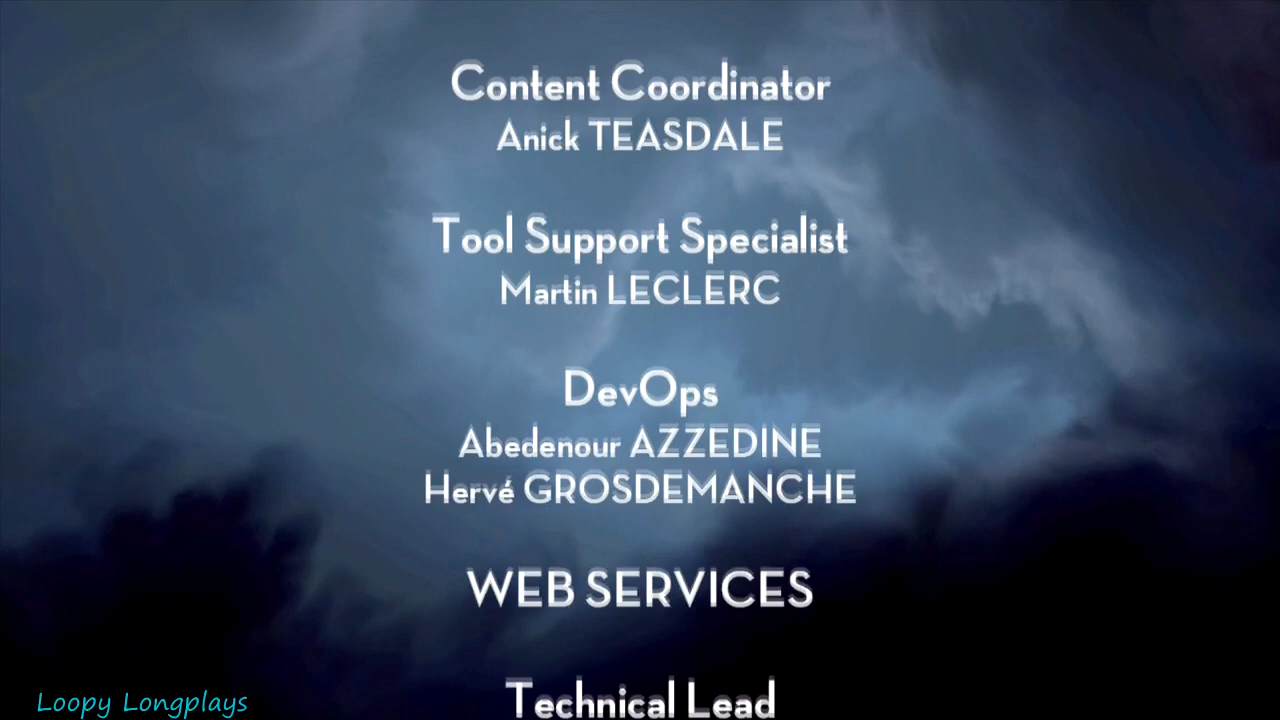 Content Coordinator
Anick TEASDALE
Tool Support Specialist
Martin LECLERC
DevOps
Abedenour AZZEDINE
Hervé GROSDEMANCHE
WEB SERVICES
Technical Lead
Loopy Longplays